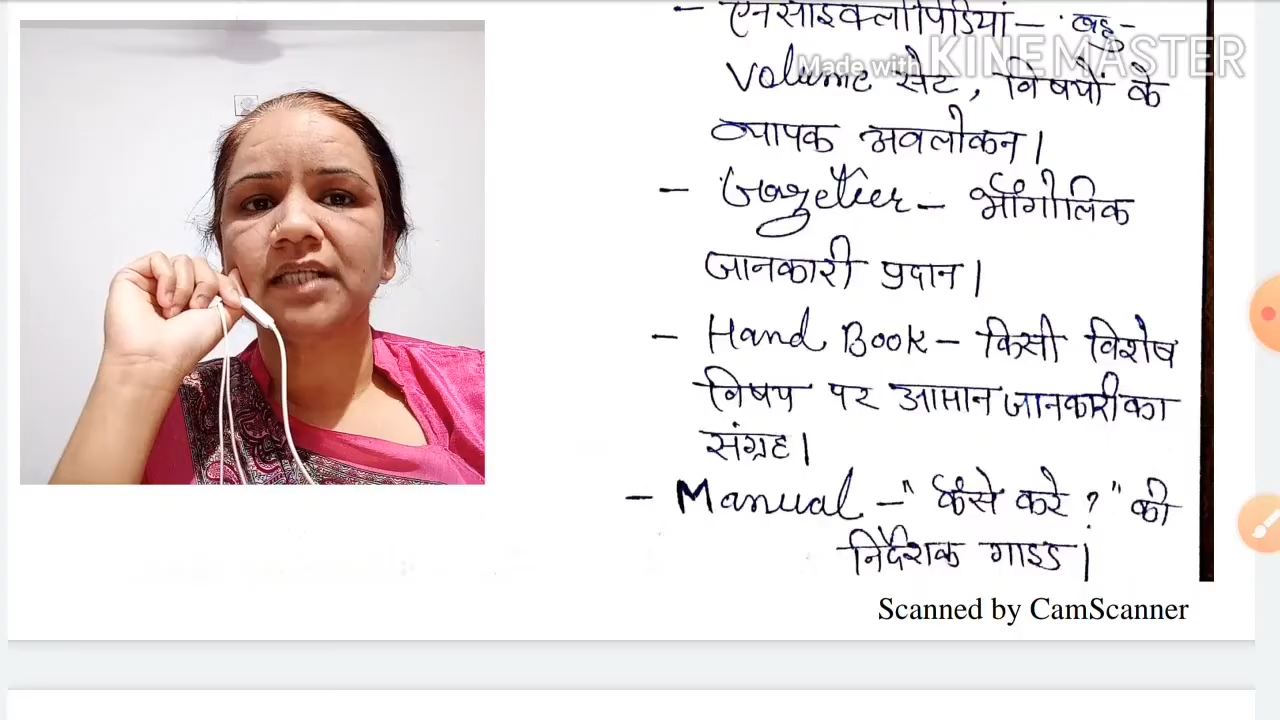 - एनसाइक्लोपिडिया - बहु-
Made with KINEMASTER
Volume सेट, विषयों के
व्यापक अवलोकन।
- Gazetier - भौगोलिक
जानकारी प्रदान।
- Hand Book - किसी विशेष
विषय पर आसान जानकारी का
संग्रह।
- Manual - "कैसे करे?" की
निर्देशक गाइड।
Scanned by CamScanner